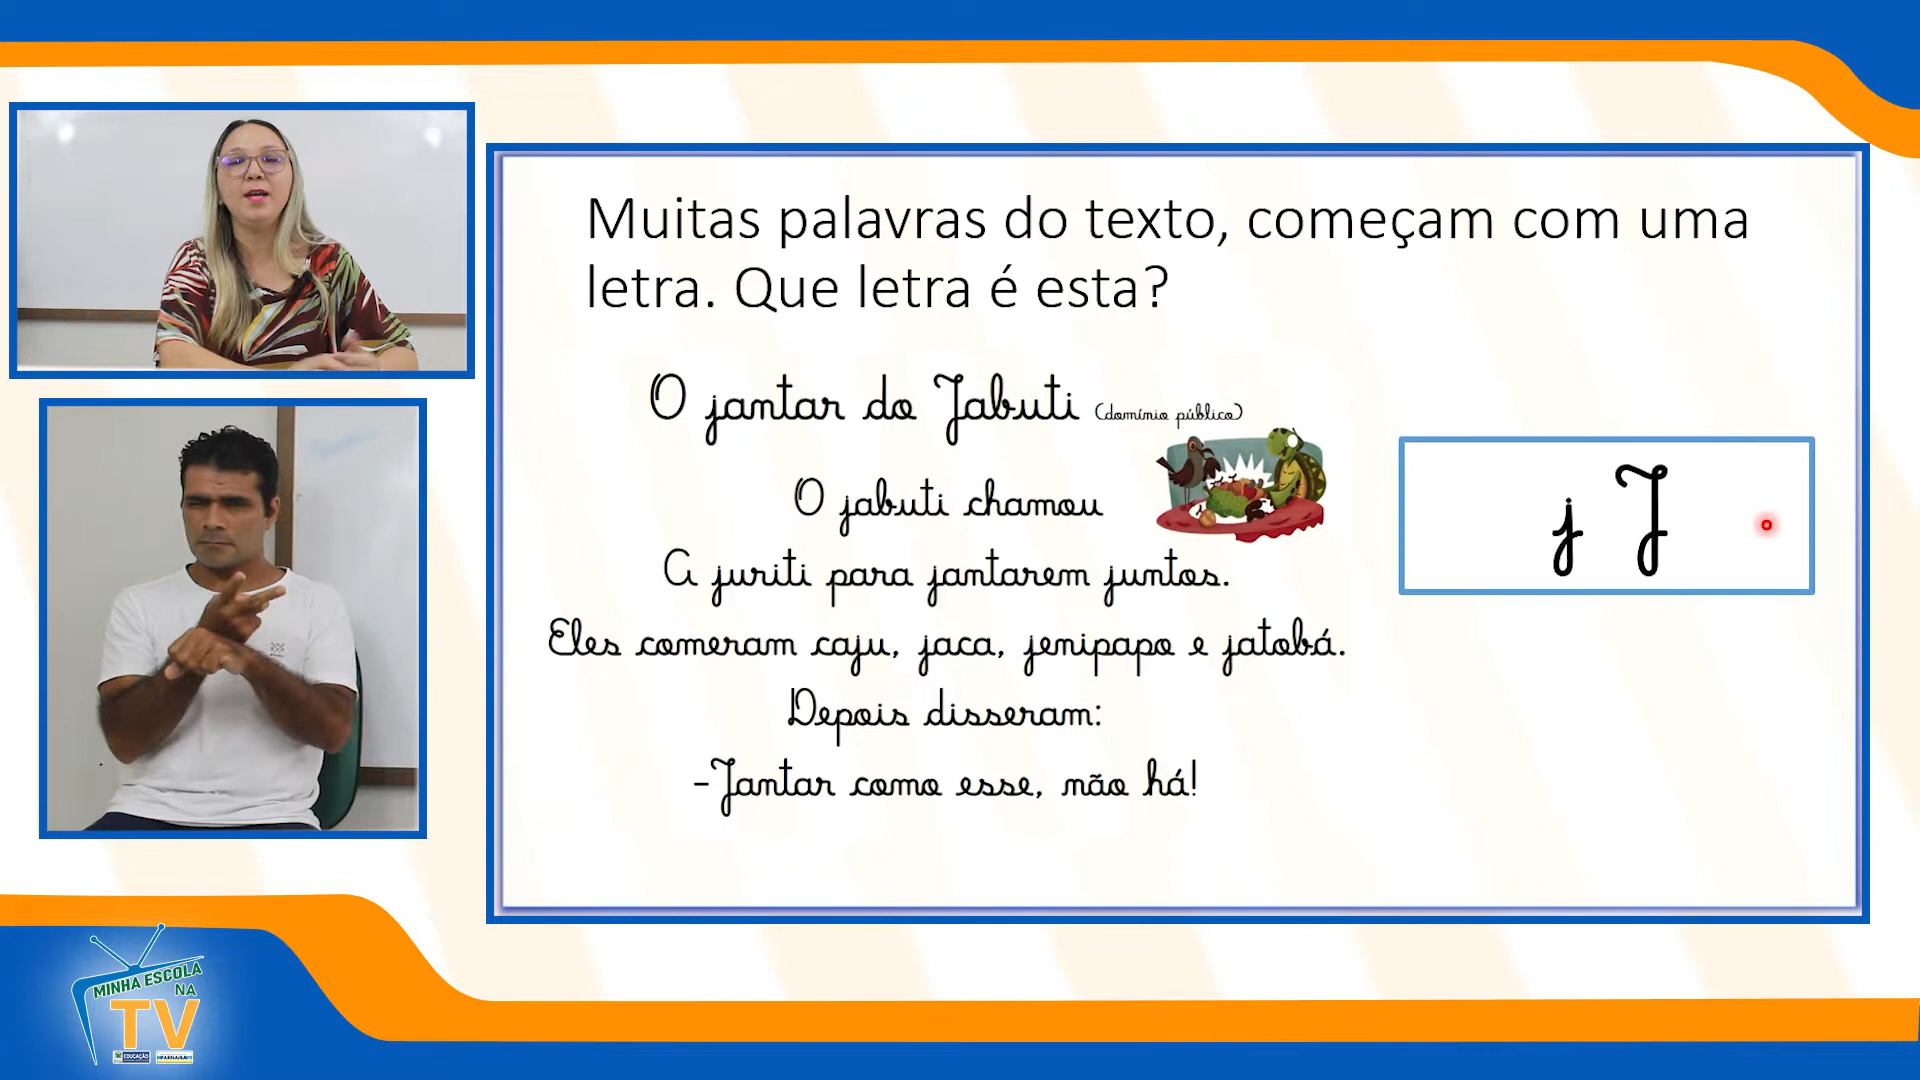 Muitas palavras do texto, começam com uma
letra. Que letra é esta?
O jantar do Jabuti (domínio público)
O jabuti chamou
A juriti para jantarem juntos.
Eles comeram caju, jaca, jenipapo e jatobá.
Depois disseram:
-Jantar como esse, não há!
j J
MINHA ESCOLA
NA
TV
EDUCAÇÃO